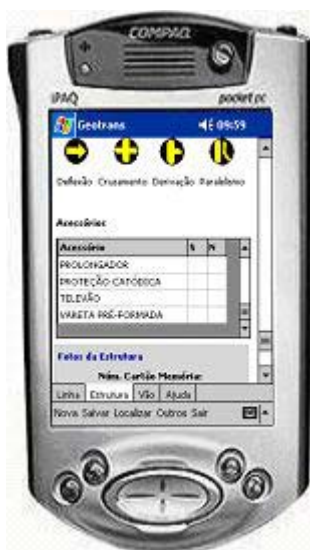 COMPAQ
iPAQ pocket pc
Geotrans 09:59
Deflexão Cruzamento Derivação Paralelismo
Acessórios
Acessório S N
PROLONGADOR
PROTEÇÃO CATÓDICA
TELEVÃO
VARETA PRÉ-FORMADA
Fotos da Estrutura
Núm. Cartão Memória:
Linha Estrutura Vão Ajuda
Nova Salvar Localizar Outros Sair